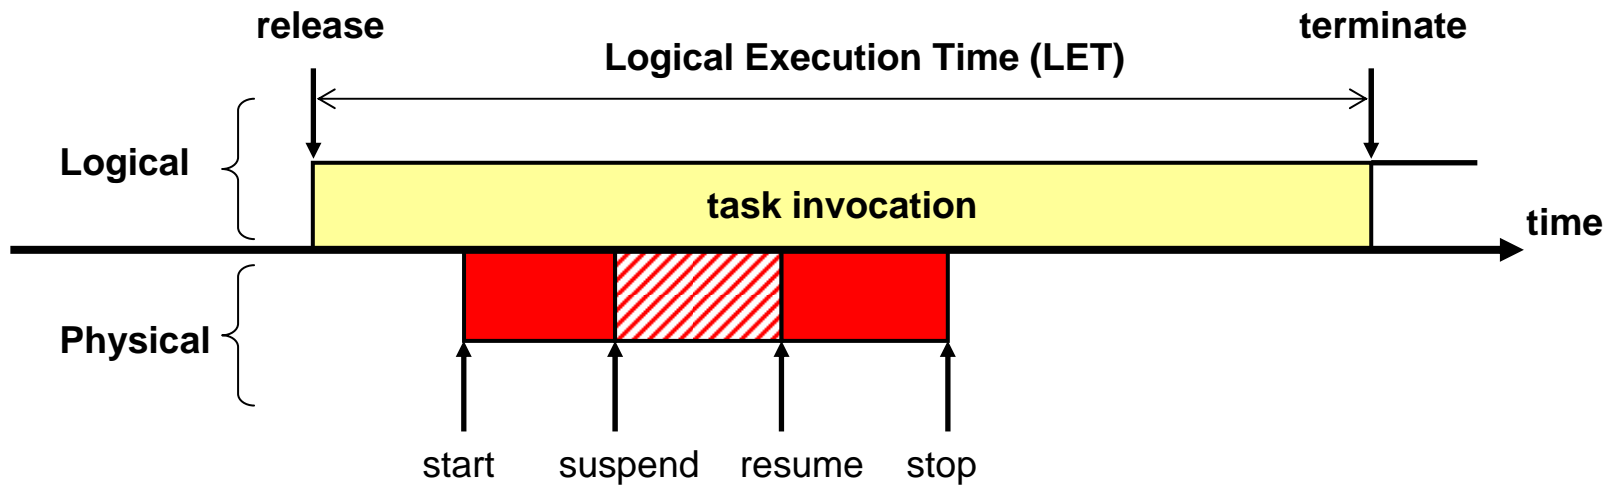 release
terminate
Logical Execution Time (LET)
Logical
task invocation
time
Physical
start
suspend
resume
stop